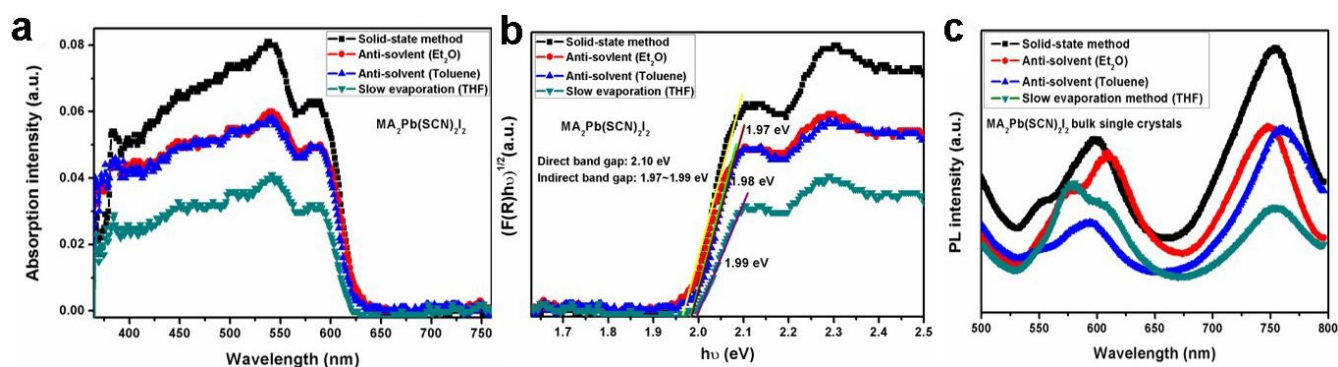 a
Absorption intensity (a.u.)
0.08
0.06
0.04
0.02
0.00
Solid-state method
Anti-sovlent (Et₂O)
Anti-solvent (Toluene)
Slow evaporation (THF)
MA₂Pb(SCN)₂I₂
400 450 500 550 600 650 700 750
Wavelength (nm)
b
(F(R)hυ)^1/2(a.u.)
Solid-state method
Anti-sovlent (Et₂O)
Anti-solvent (Toluene)
Slow evaporation (THF)
MA₂Pb(SCN)₂I₂
1.97 eV
Direct band gap: 2.10 eV
Indirect band gap: 1.97~1.99 eV
1.98 eV
1.99 eV
1.7 1.8 1.9 2.0 2.1 2.2 2.3 2.4 2.5
hυ (eV)
c
PL intensity (a.u.)
Solid-state method
Anti-solvent (Et₂O)
Anti-solvent (Toluene)
Slow evaporation method (THF)
MA₂Pb(SCN)₂I₂ bulk single crystals
500 550 600 650 700 750 800
Wavelength (nm)